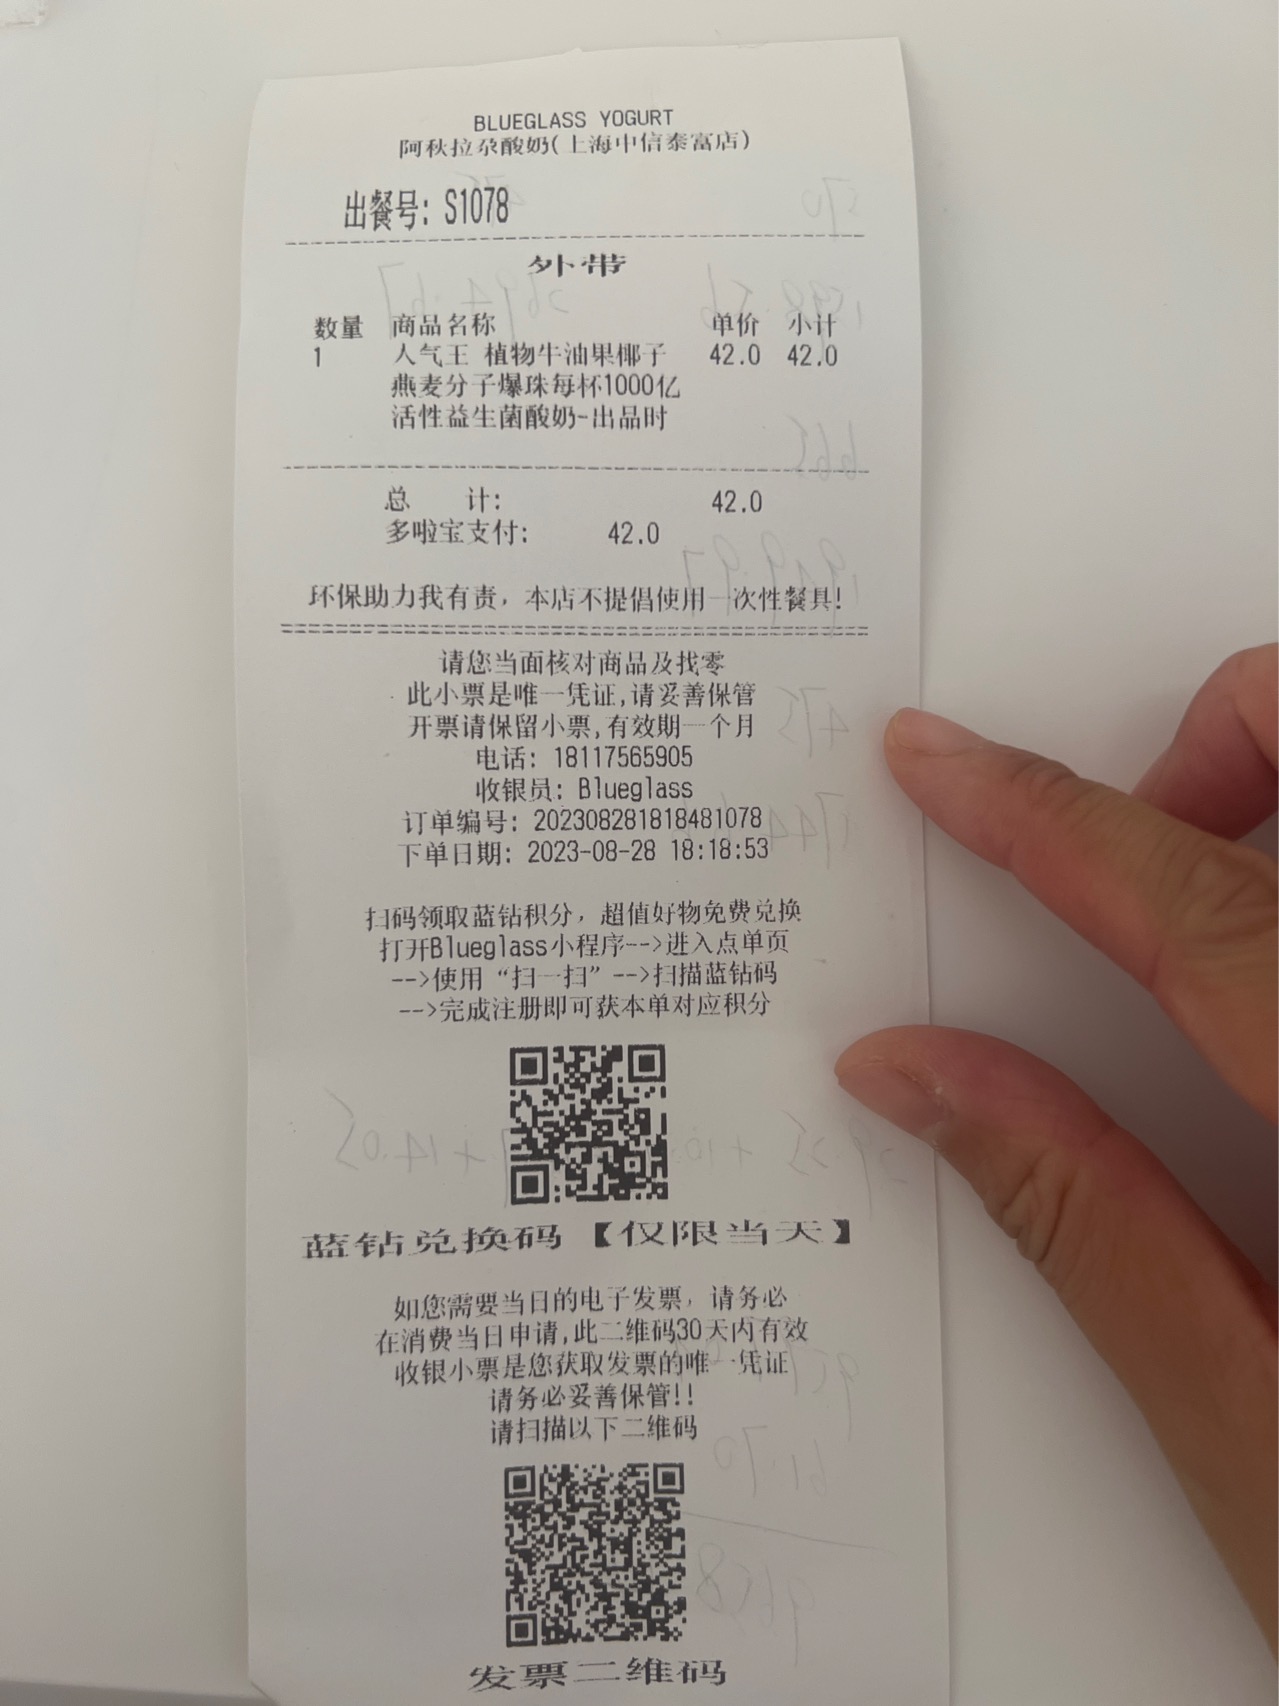 BLUEGLASS YOGURT
阿秋拉尕酸奶(上海中信泰富店)
出餐号: S1078
外带
数量 商品名称 单价 小计
1 人气王 植物牛油果椰子 42.0 42.0
燕麦分子爆珠每杯1000亿
活性益生菌酸奶-出品时
总 计: 42.0
多啦宝支付: 42.0
环保助力我有责，本店不提倡使用一次性餐具!
请您当面核对商品及找零
此小票是唯一凭证,请妥善保管
开票请保留小票,有效期一个月
电话: 18117565905
收银员: Blueglass
订单编号: 202308281818481078
下单日期: 2023-08-28 18:18:53
扫码领取蓝钻积分，超值好物免费兑换
打开Blueglass小程序-->进入点单页
-->使用“扫一扫”-->扫描蓝钻码
-->完成注册即可获本单对应积分
蓝钻兑换码【仅限当天】
如您需要当日的电子发票，请务必
在消费当日申请,此二维码30天内有效
收银小票是您获取发票的唯一凭证
请务必妥善保管!!
请扫描以下二维码
发票二维码